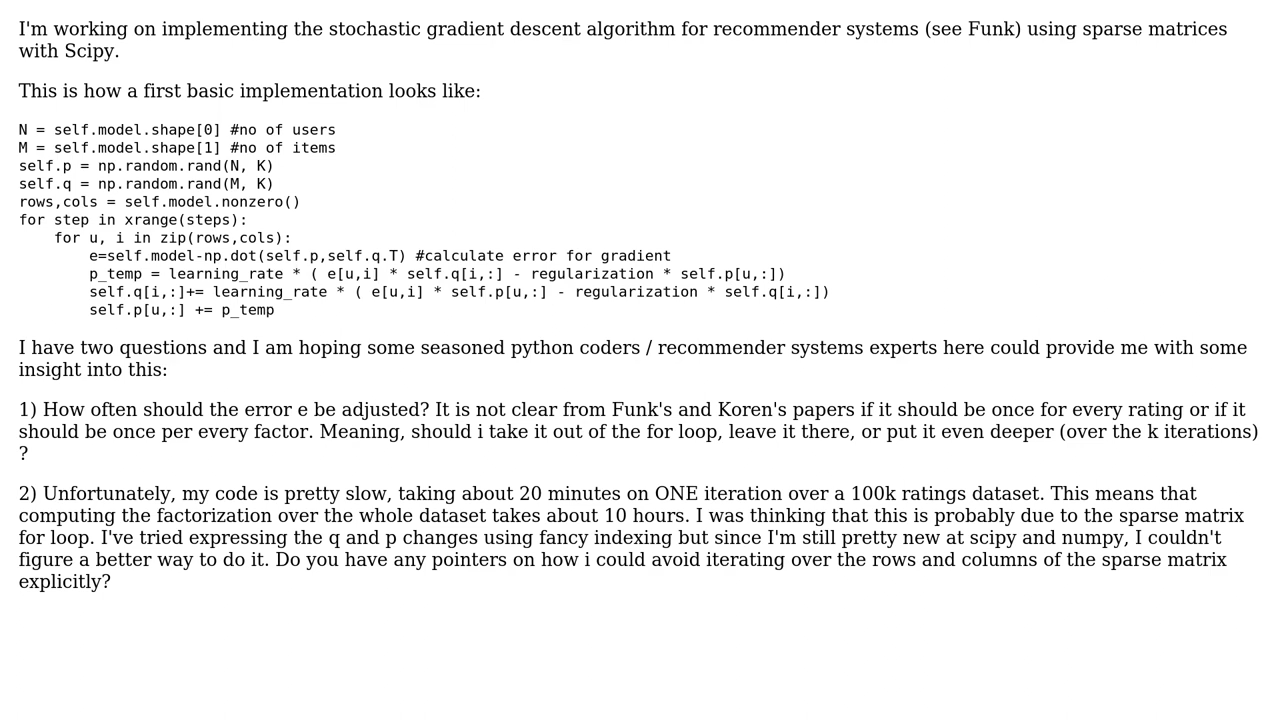 I'm working on implementing the stochastic gradient descent algorithm for recommender systems (see Funk) using sparse matrices
with Scipy.
This is how a first basic implementation looks like:
N = self.model.shape[0] #no of users
M = self.model.shape[1] #no of items
self.p = np.random.rand(N, K)
self.q = np.random.rand(M, K)
rows,cols = self.model.nonzero()
for step in xrange(steps):
    for u, i in zip(rows,cols):
        e=self.model-np.dot(self.p,self.q.T) #calculate error for gradient
        p_temp = learning_rate * ( e[u,i] * self.q[i,:] - regularization * self.p[u,:])
        self.q[i,:]+= learning_rate * ( e[u,i] * self.p[u,:] - regularization * self.q[i,:])
        self.p[u,:] += p_temp
I have two questions and I am hoping some seasoned python coders / recommender systems experts here could provide me with some
insight into this:
1) How often should the error e be adjusted? It is not clear from Funk's and Koren's papers if it should be once for every rating or if it
should be once per every factor. Meaning, should i take it out of the for loop, leave it there, or put it even deeper (over the k iterations)
?
2) Unfortunately, my code is pretty slow, taking about 20 minutes on ONE iteration over a 100k ratings dataset. This means that
computing the factorization over the whole dataset takes about 10 hours. I was thinking that this is probably due to the sparse matrix
for loop. I've tried expressing the q and p changes using fancy indexing but since I'm still pretty new at scipy and numpy, I couldn't
figure a better way to do it. Do you have any pointers on how i could avoid iterating over the rows and columns of the sparse matrix
explicitly?